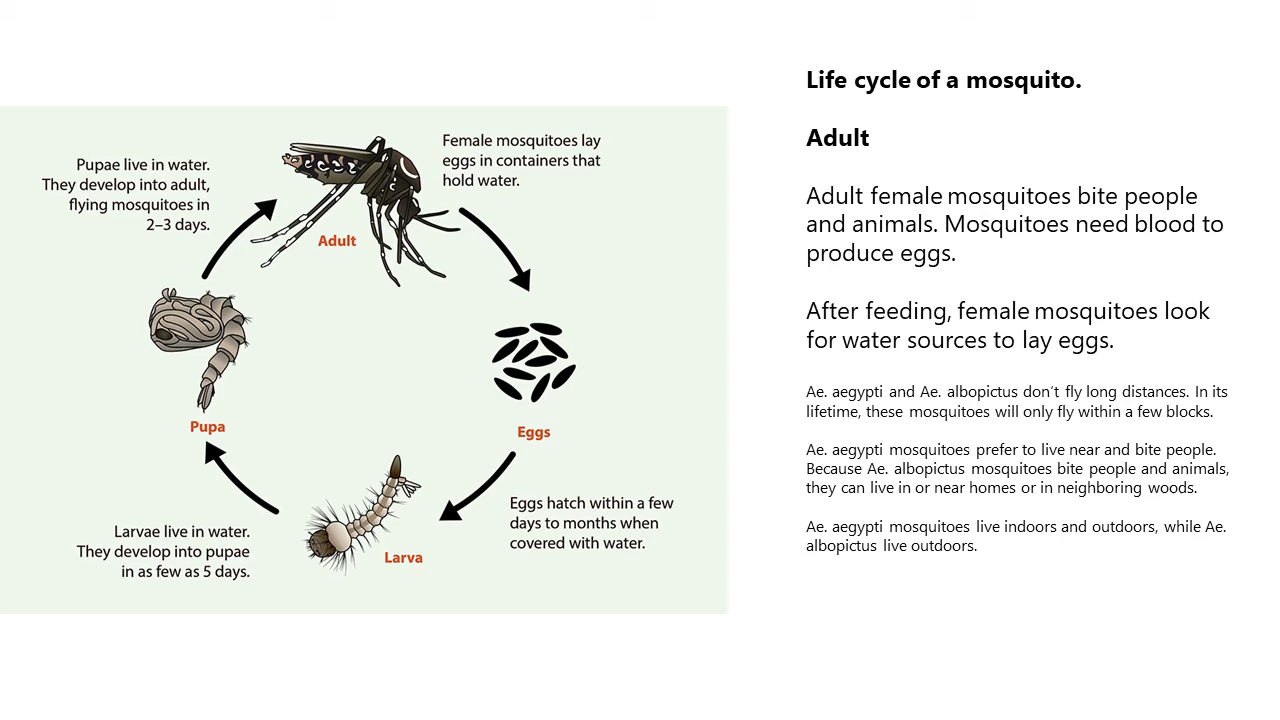 Life cycle of a mosquito.
Adult
Adult female mosquitoes bite people
and animals. Mosquitoes need blood to
produce eggs.
After feeding, female mosquitoes look
for water sources to lay eggs.
Ae. aegypti and Ae. albopictus don't fly long distances. In its
lifetime, these mosquitoes will only fly within a few blocks.
Ae. aegypti mosquitoes prefer to live near and bite people.
Because Ae. albopictus mosquitoes bite people and animals,
they can live in or near homes or in neighboring woods.
Ae. aegypti mosquitoes live indoors and outdoors, while Ae.
albopictus live outdoors.
Female mosquitoes lay
eggs in containers that
hold water.
Adult
Eggs
Eggs hatch within a few
days to months when
covered with water.
Larva
Larvae live in water.
They develop into pupae
in as few as 5 days.
Pupa
Pupae live in water.
They develop into adult,
flying mosquitoes in
2–3 days.